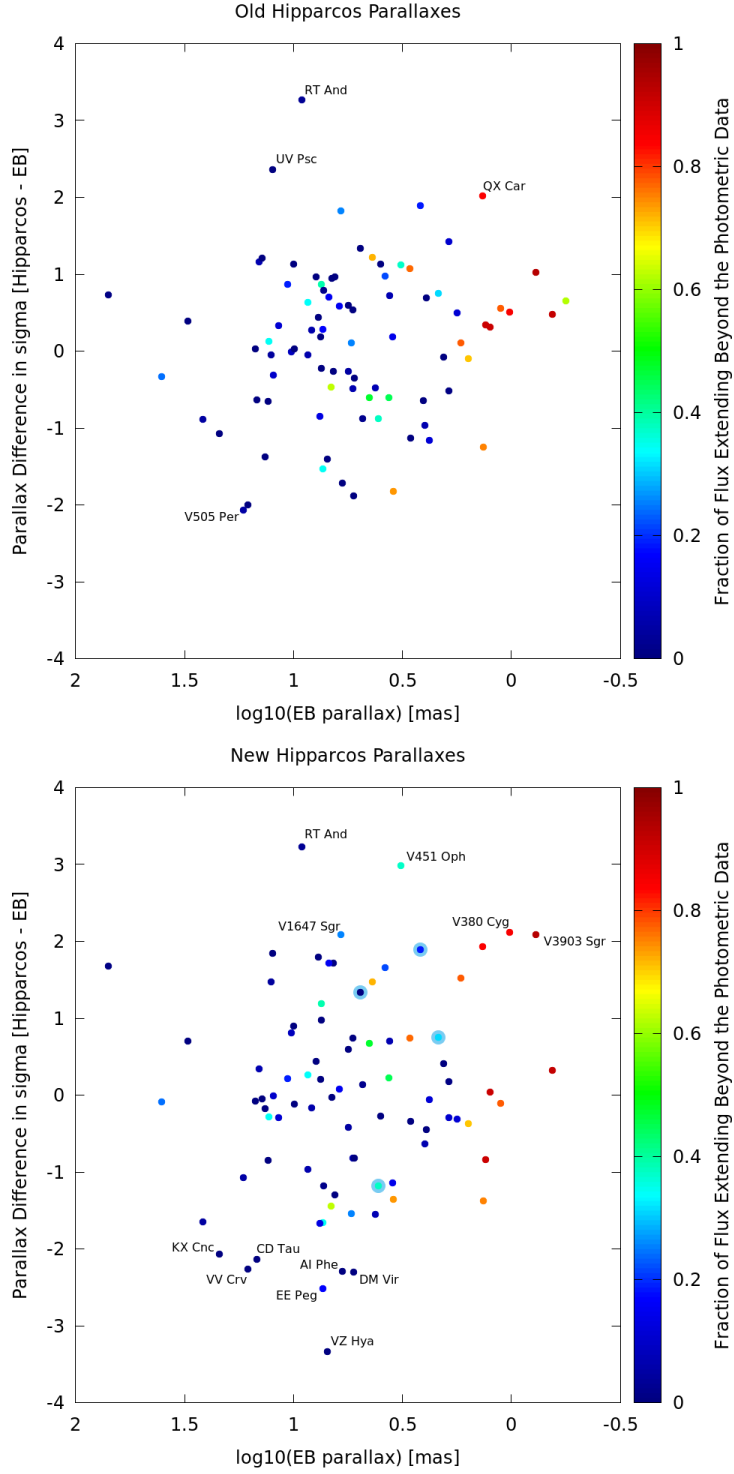 Old Hipparcos Parallaxes
4
3
2
1
0
-1
-2
-3
-4
2
1.5
1
0.5
0
-0.5
Parallax Difference in sigma [Hipparcos - EB]
log10(EB parallax) [mas]
RT And
UV Psc
QX Car
V505 Per
1
0.8
0.6
0.4
0.2
0
Fraction of Flux Extending Beyond the Photometric Data
New Hipparcos Parallaxes
4
3
2
1
0
-1
-2
-3
-4
2
1.5
1
0.5
0
-0.5
Parallax Difference in sigma [Hipparcos - EB]
log10(EB parallax) [mas]
RT And
V451 Oph
V1647 Sgr
V380 Cyg
V3903 Sgr
KX Cnc
CD Tau
VV Crv
AI Phe
DM Vir
EE Peg
VZ Hya
1
0.8
0.6
0.4
0.2
0
Fraction of Flux Extending Beyond the Photometric Data